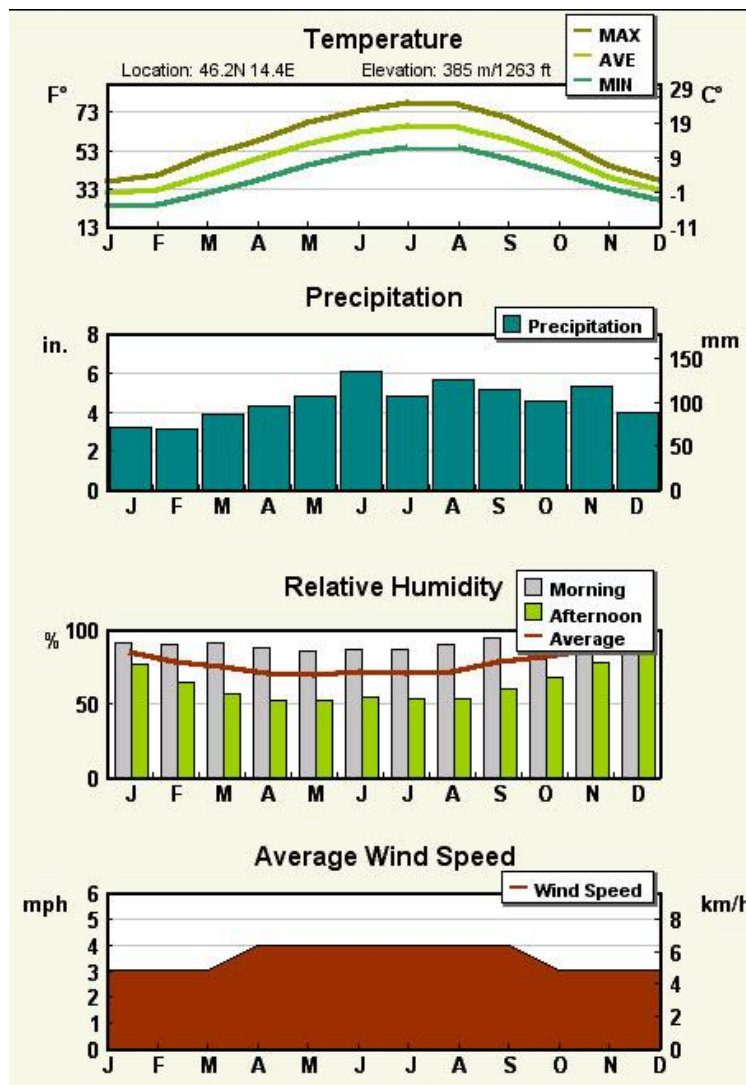 Temperature
MAX
AVE
MIN
Location: 46.2N 14.4E Elevation: 385 m/1263 ft
F° 29 C°
73 19
53 9
33 -1
13 -11
J F M A M J J A S O N D
Precipitation
Precipitation
in. mm
8
6 150
4 100
2 50
0 0
J F M A M J J A S O N D
Relative Humidity
Morning
Afternoon
Average
% 100
50
0
J F M A M J J A S O N D
Average Wind Speed
Wind Speed
mph km/h
6
5 8
4 6
3
2 4
1 2
0 0
J F M A M J J A S O N D